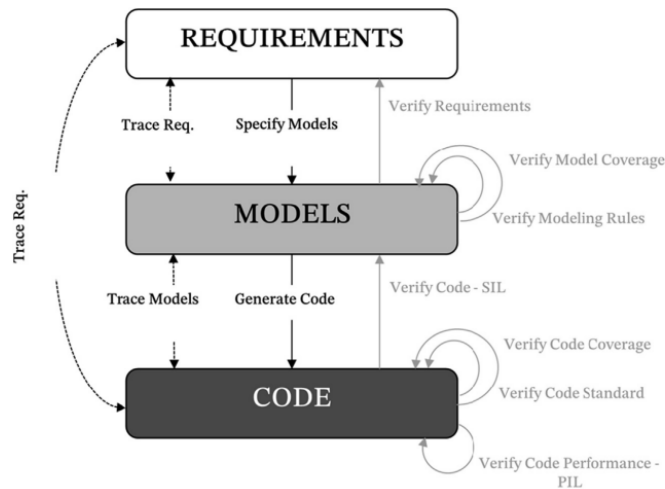 REQUIREMENTS
Verify Requirements
Trace Req.
Specify Models
Verify Model Coverage
Trace Req.
MODELS
Verify Modeling Rules
Trace Models
Generate Code
Verify Code - SIL
Verify Code Coverage
CODE
Verify Code Standard
Verify Code Performance -
PIL